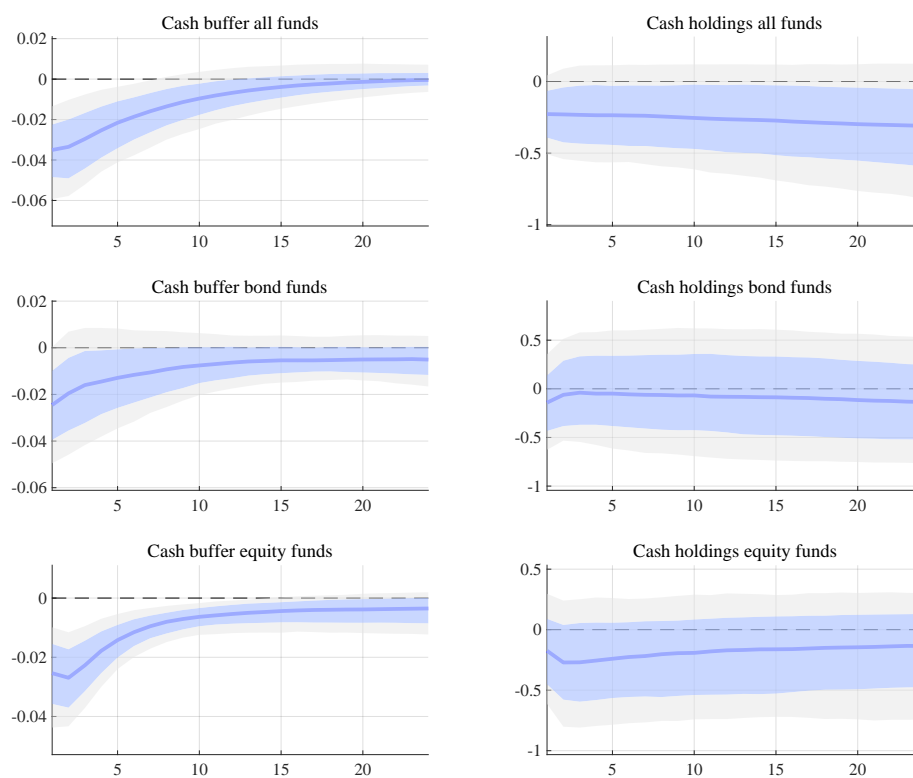 Cash buffer all funds
0.02
0
-0.02
-0.04
-0.06
5 10 15 20
Cash holdings all funds
0
-0.5
-1
5 10 15 20
Cash buffer bond funds
0.02
0
-0.02
-0.04
-0.06
5 10 15 20
Cash holdings bond funds
0.5
0
-0.5
-1
5 10 15 20
Cash buffer equity funds
0
-0.02
-0.04
5 10 15 20
Cash holdings equity funds
0.5
0
-0.5
-1
5 10 15 20